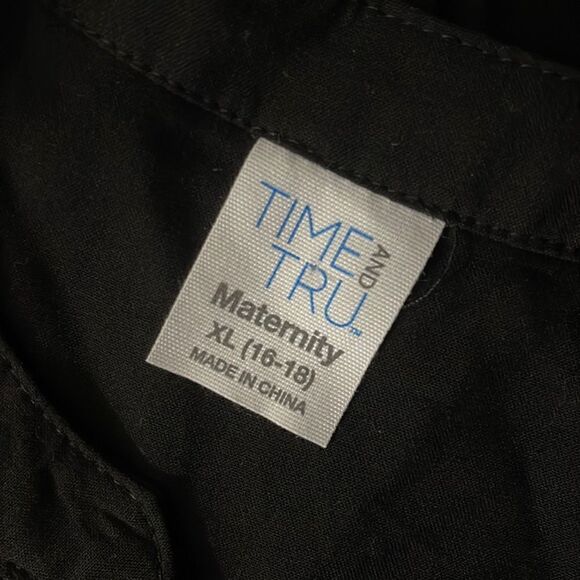 TIME
AND
TRU™
Maternity
XL (16-18)
MADE IN CHINA